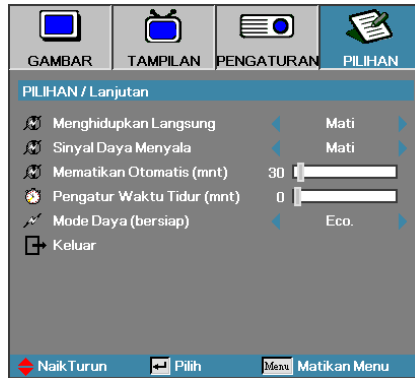 GAMBAR TAMPILAN PENGATURAN PILIHAN
PILIHAN / Lanjutan
Menghidupkan Langsung Mati
Sinyal Daya Menyala Mati
Mematikan Otomatis (mnt) 30
Pengatur Waktu Tidur (mnt) 0
Mode Daya (bersiap) Eco.
Keluar
NaikTurun Pilih Menu Matikan Menu